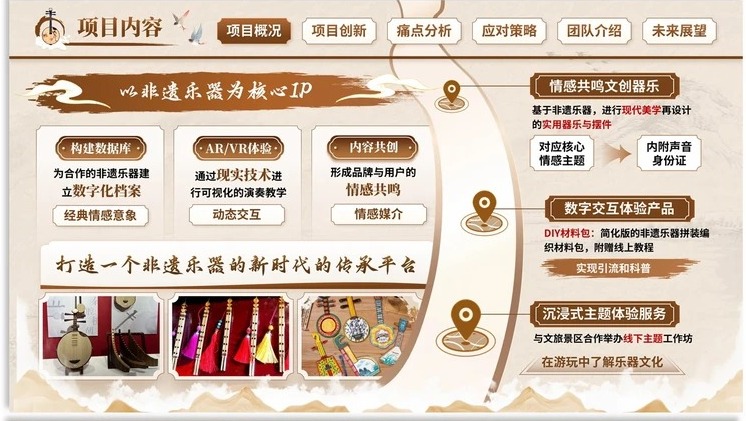 项目内容
项目概况
项目创新
痛点分析
应对策略
团队介绍
未来展望
以非遗乐器为核心IP
构建数据库
为合作的非遗乐器建
立数字化档案
经典情感意象
AR/VR体验
通过现实技术进
行可视化的演奏教学
动态交互
内容共创
形成品牌与用户的
情感共鸣
情感媒介
打造一个非遗乐器的新时代的传承平台
情感共鸣文创器乐
基于非遗乐器，进行现代美学再设计
的实用器乐与摆件
对应核心
情感主题
内附声音
身份证
数字交互体验产品
DIY材料包：简化版的非遗乐器拼装编
织材料包，附赠线上教程
实现引流和科普
沉浸式主题体验服务
与文旅景区合作举办线下主题工作坊
在游玩中了解乐器文化